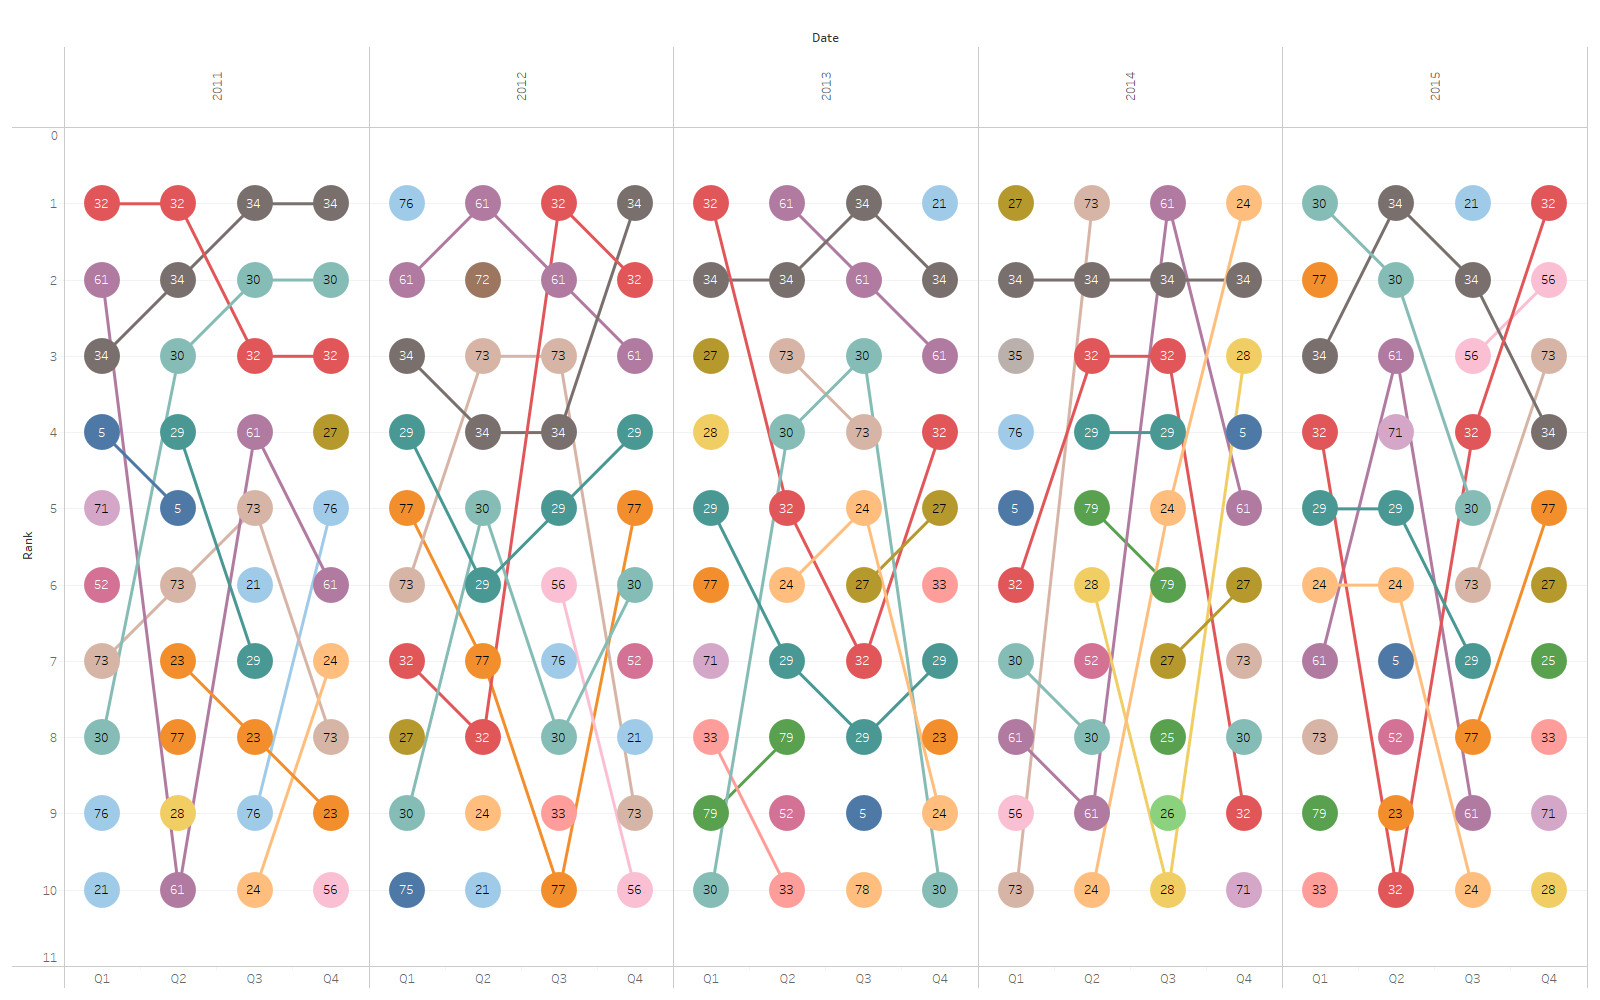 Date
2011 2012 2013 2014 2015
0
1 32 32 34 34 76 61 32 34 32 61 34 21 27 73 61 24 30 34 21 32
2 61 34 30 30 61 72 61 32 34 34 61 34 34 34 34 34 77 30 34 56
3 34 30 32 32 34 73 73 61 27 73 30 61 35 32 32 28 34 61 56 73
4 5 29 61 27 29 34 34 29 28 30 73 32 76 29 29 5 32 71 32 34
5 71 5 73 76 77 30 29 77 29 32 24 27 5 79 24 61 29 29 30 77
Rank
6 52 73 21 61 73 29 56 30 77 24 27 33 32 28 79 27 24 24 73 27
7 73 23 29 24 32 77 76 52 71 29 32 29 30 52 27 73 61 5 29 25
8 30 77 23 73 27 32 30 21 33 79 29 23 61 30 25 30 73 52 77 33
9 76 28 76 23 30 24 33 73 79 52 5 24 56 61 26 32 79 23 61 71
10 21 61 24 56 75 21 77 56 30 33 78 30 73 24 28 71 33 32 24 28
11
Q1 Q2 Q3 Q4 Q1 Q2 Q3 Q4 Q1 Q2 Q3 Q4 Q1 Q2 Q3 Q4 Q1 Q2 Q3 Q4